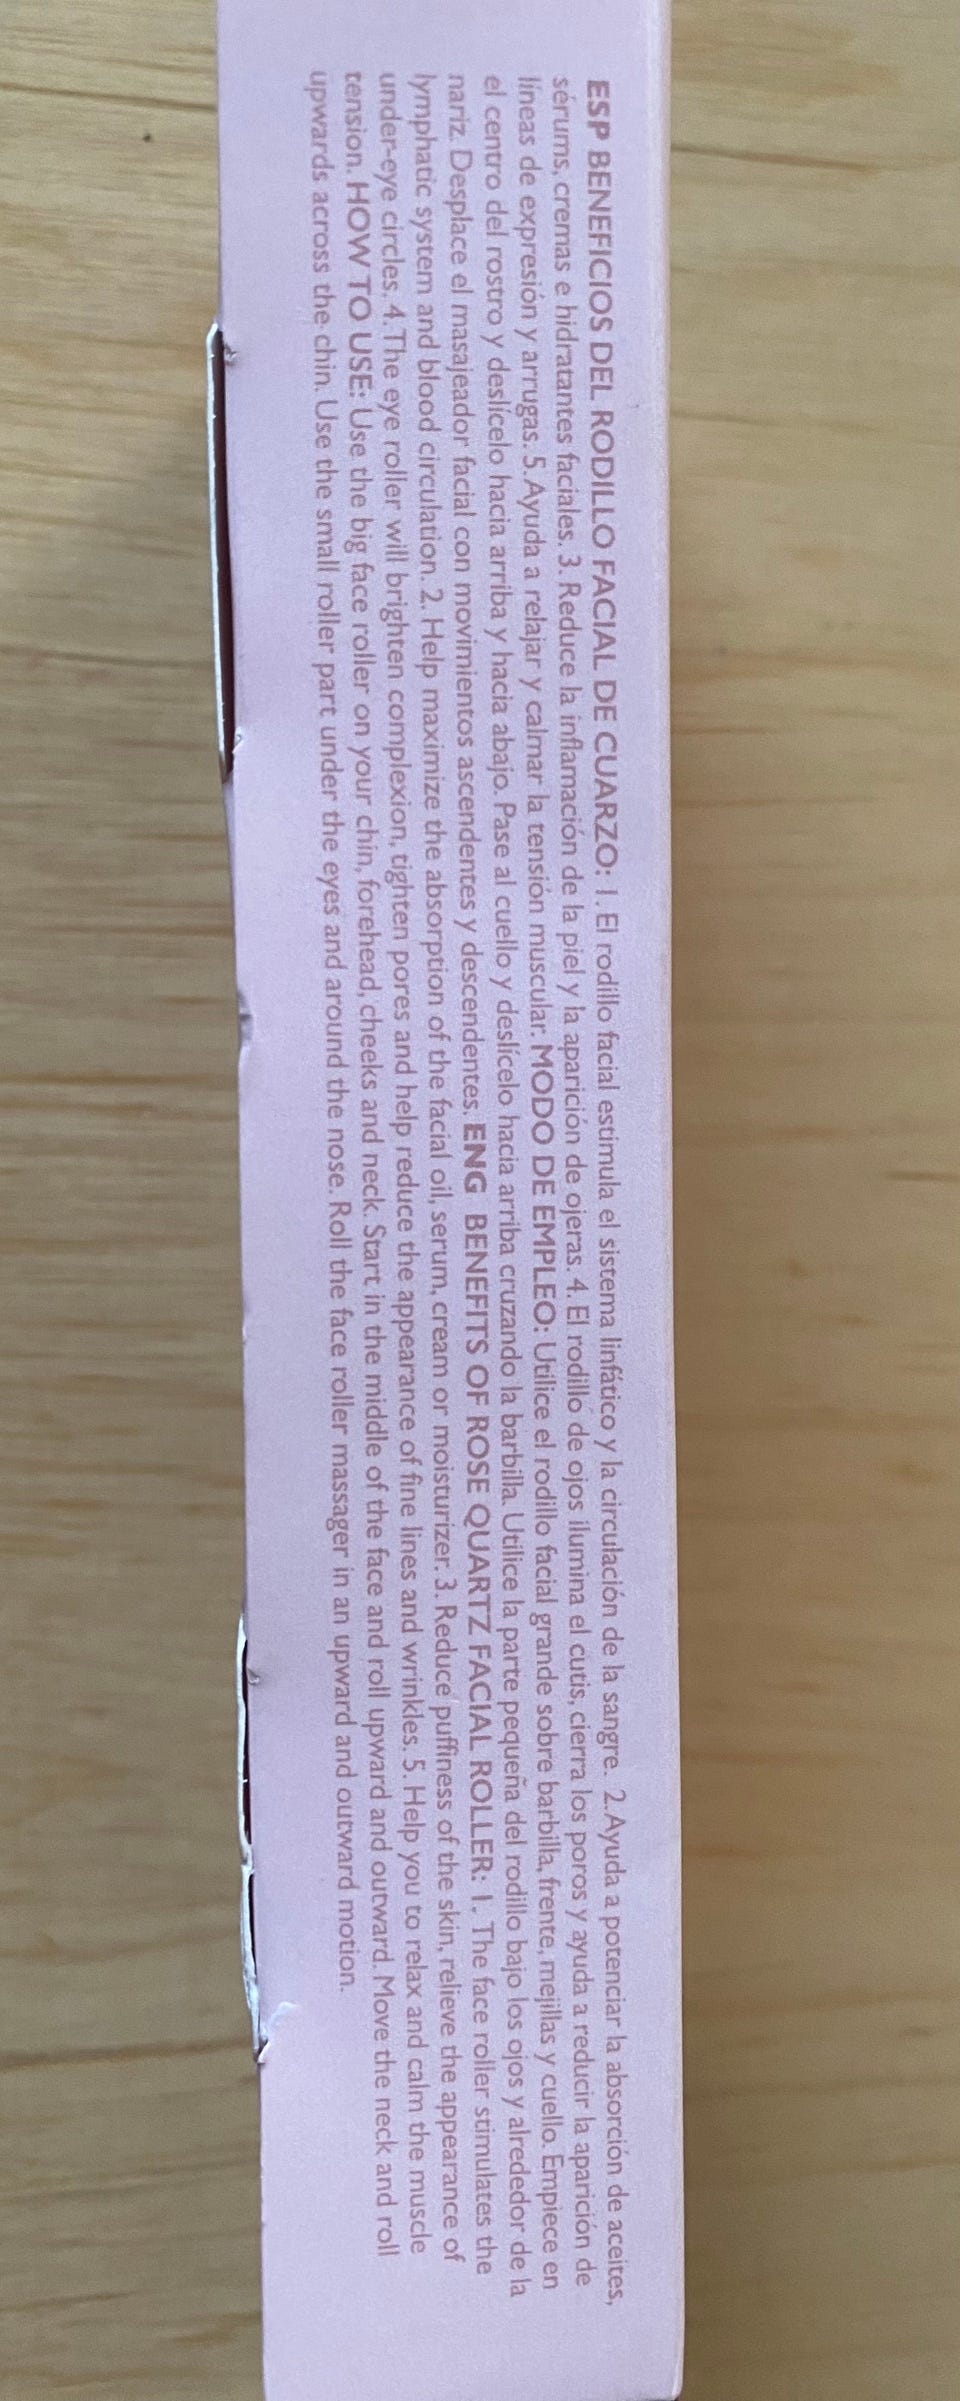 ESP BENEFICIOS DEL RODILLO FACIAL DE CUARZO: 1. El rodillo facial estimula el sistema linfático y la circulación de la sangre. 2. Ayuda a potenciar la absorción de aceites,
sérums, cremas e hidratantes faciales. 3. Reduce la inflamación de la piel y la aparición de ojeras. 4. El rodillo de ojos ilumina el cutis, cierra los poros y ayuda a reducir la aparición de
líneas de expresión y arrugas. 5. Ayuda a relajar y calmar la tensión muscular. MODO DE EMPLEO: Utilice el rodillo facial grande sobre barbilla, frente, mejillas y cuello. Empiece en
el centro del rostro y deslícelo hacia arriba y hacia abajo. Pase al cuello y deslícelo hacia arriba cruzando la barbilla. Utilice la parte pequeña del rodillo bajo los ojos y alrededor de la
nariz. Desplace el masajeador facial con movimientos ascendentes y descendentes. ENG BENEFITS OF ROSE QUARTZ FACIAL ROLLER: 1. The face roller stimulates the
lymphatic system and blood circulation. 2. Help maximize the absorption of the facial oil, serum, cream or moisturizer. 3. Reduce puffiness of the skin, relieve the appearance of
under-eye circles. 4. The eye roller will brighten complexion, tighten pores and help reduce the appearance of fine lines and wrinkles. 5. Help you to relax and calm the muscle
tension. HOW TO USE: Use the big face roller on your chin, forehead, cheeks and neck. Start in the middle of the face and roll upward and outward. Move the neck and roll
upwards across the chin. Use the small roller part under the eyes and around the nose. Roll the face roller massager in an upward and outward motion.